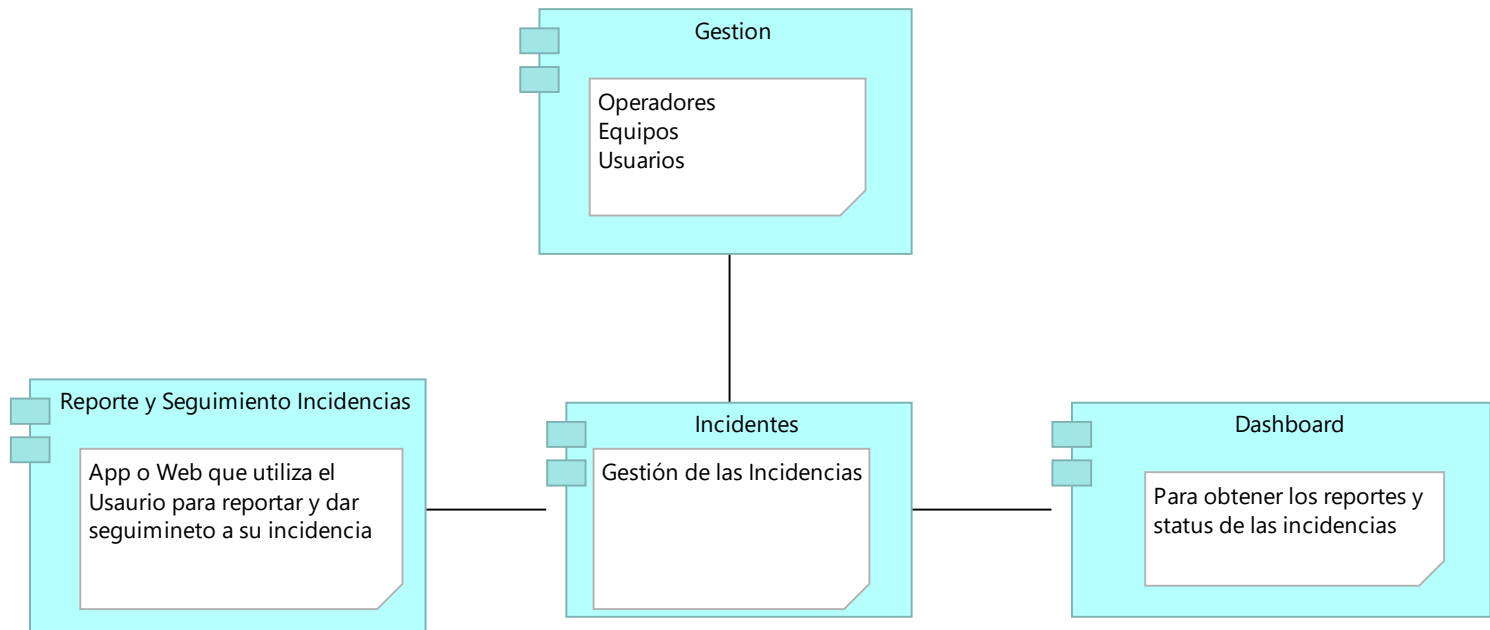 Gestion
Operadores
Equipos
Usuarios
Reporte y Seguimiento Incidencias
App o Web que utiliza el
Usaurio para reportar y dar
seguimineto a su incidencia
Incidentes
Gestión de las Incidencias
Dashboard
Para obtener los reportes y
status de las incidencias